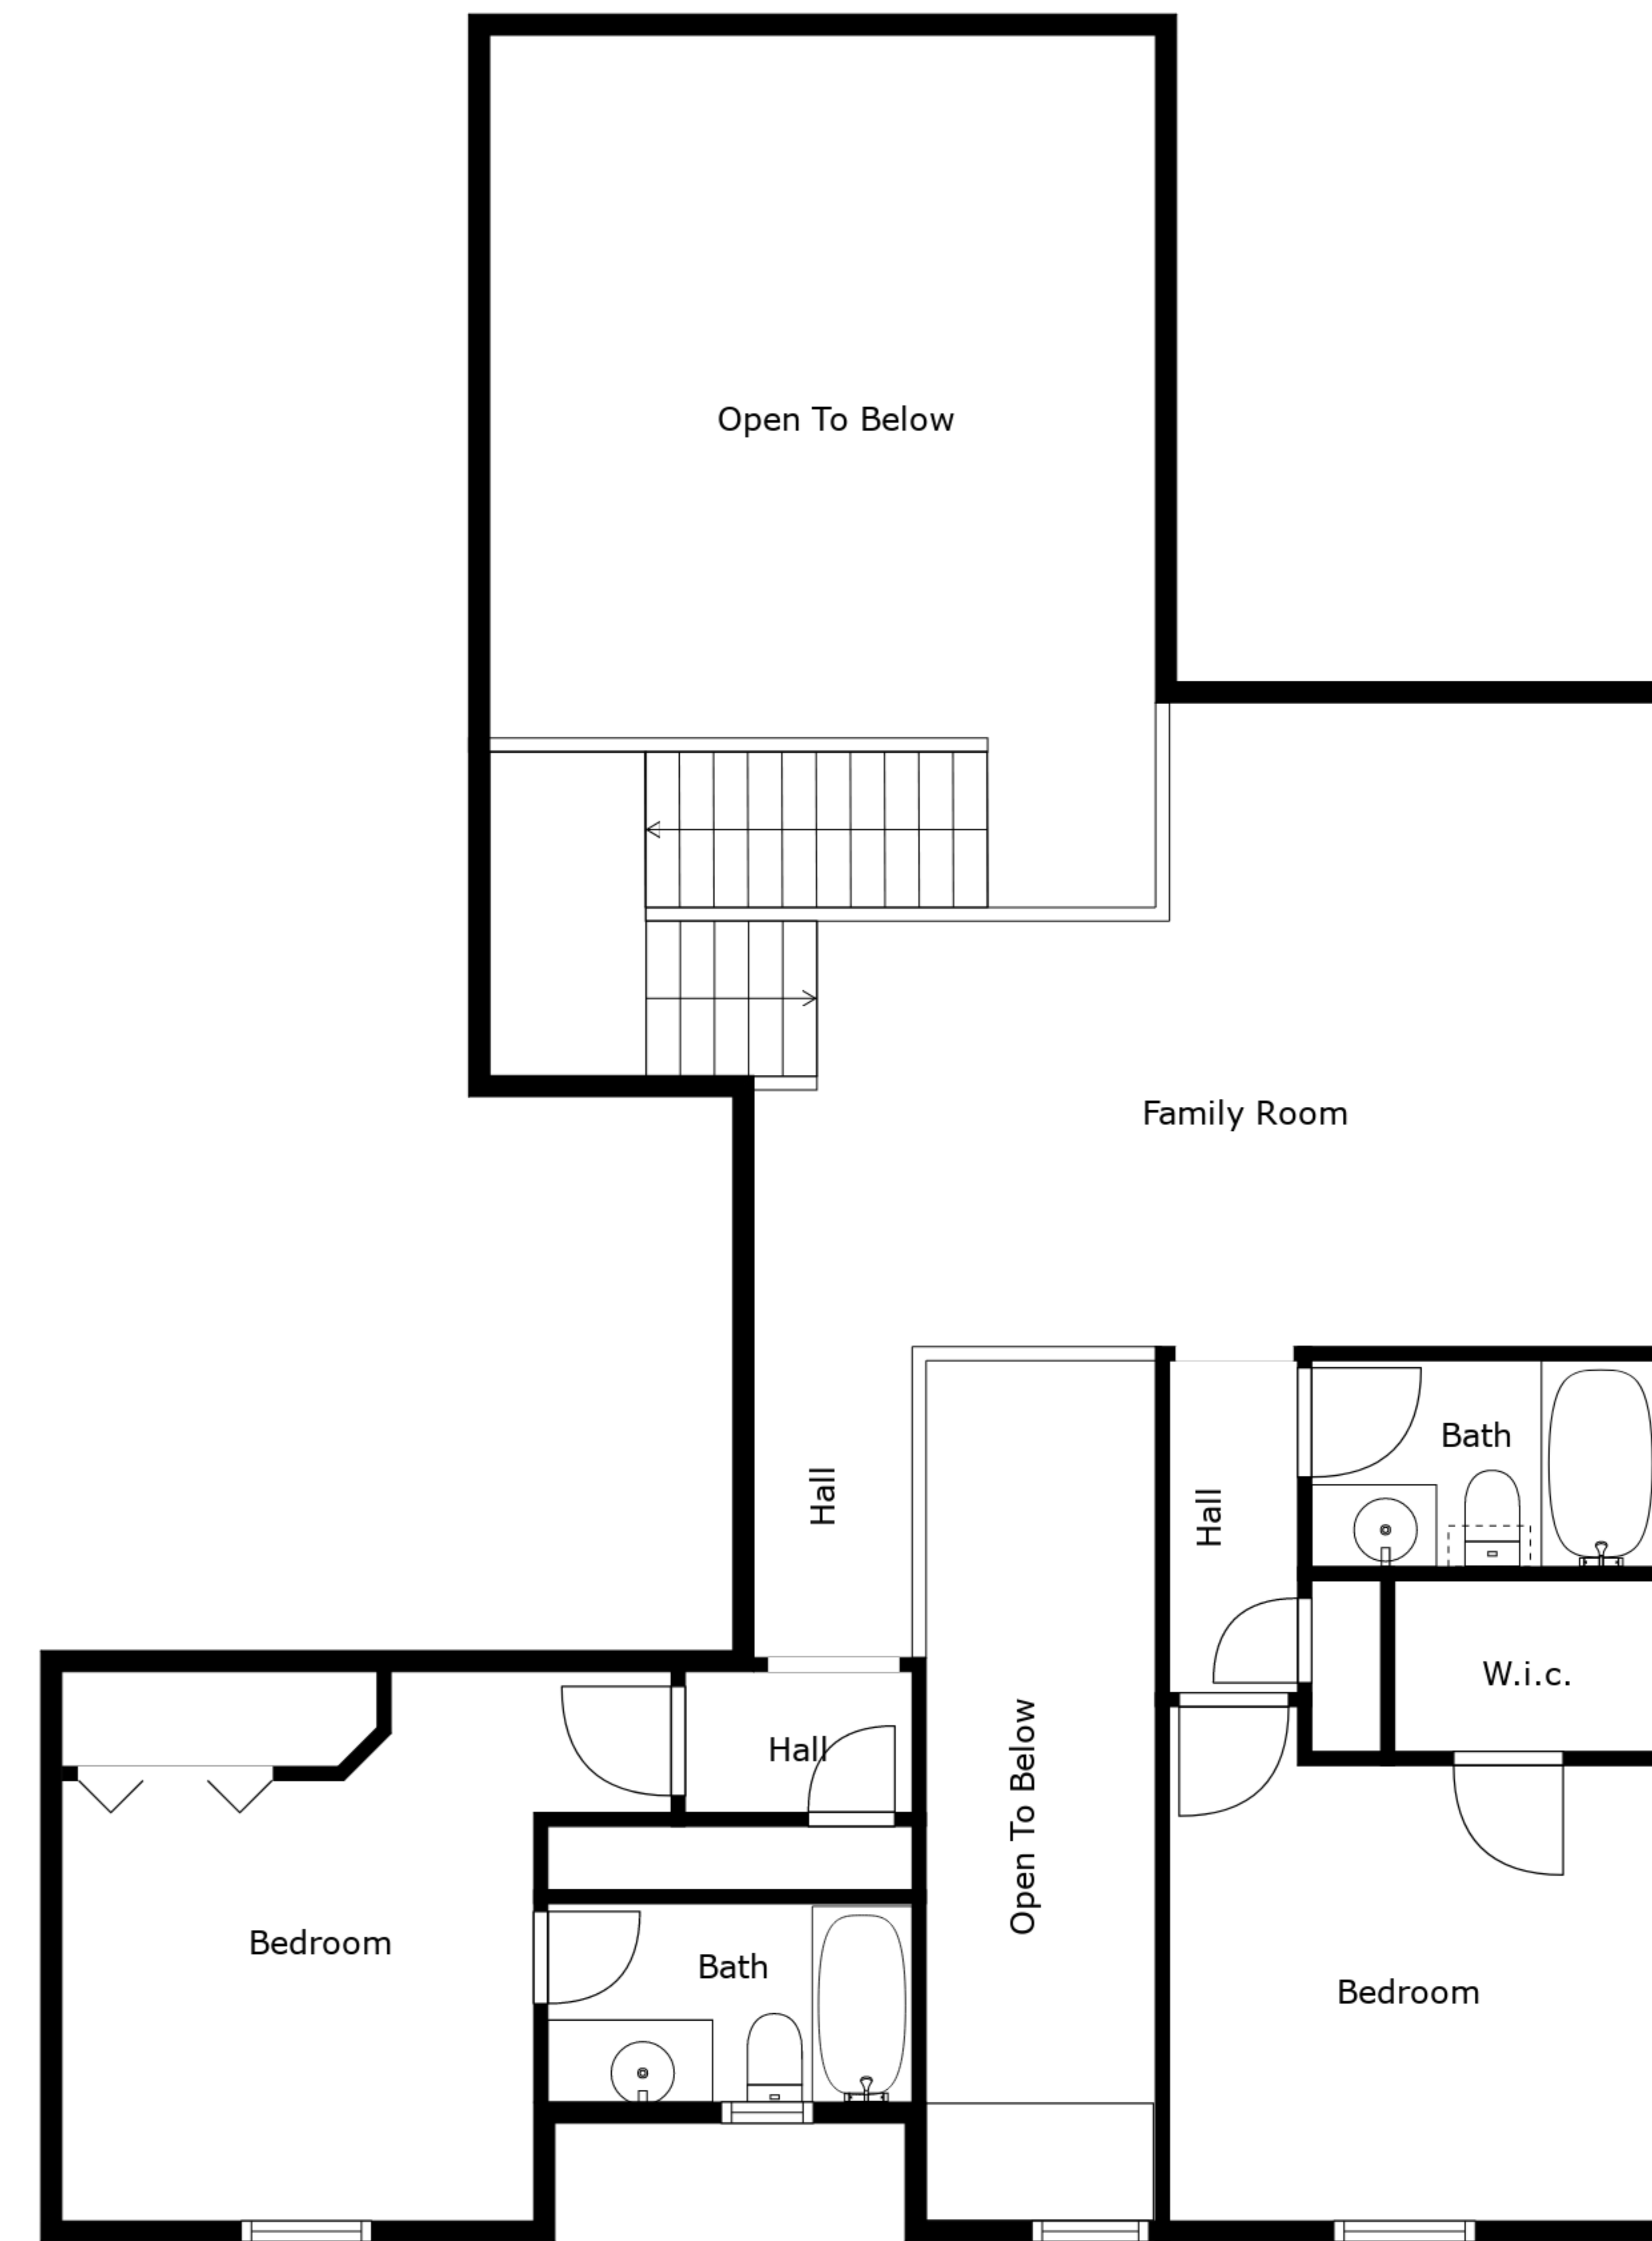 Open To Below
Family Room
Bath
Hall
Hall
W.i.c.
Hall
Open To Below
Bedroom
Bath
Bedroom